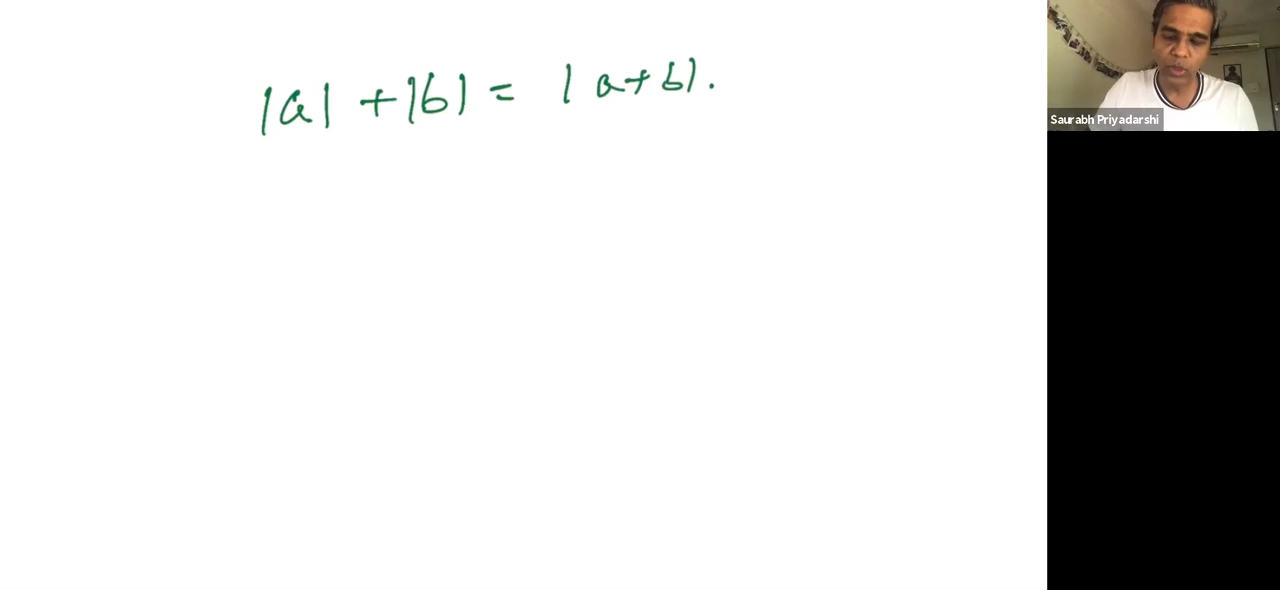 |a| + |b| = | a+b|.
Saurabh Priyadarshi